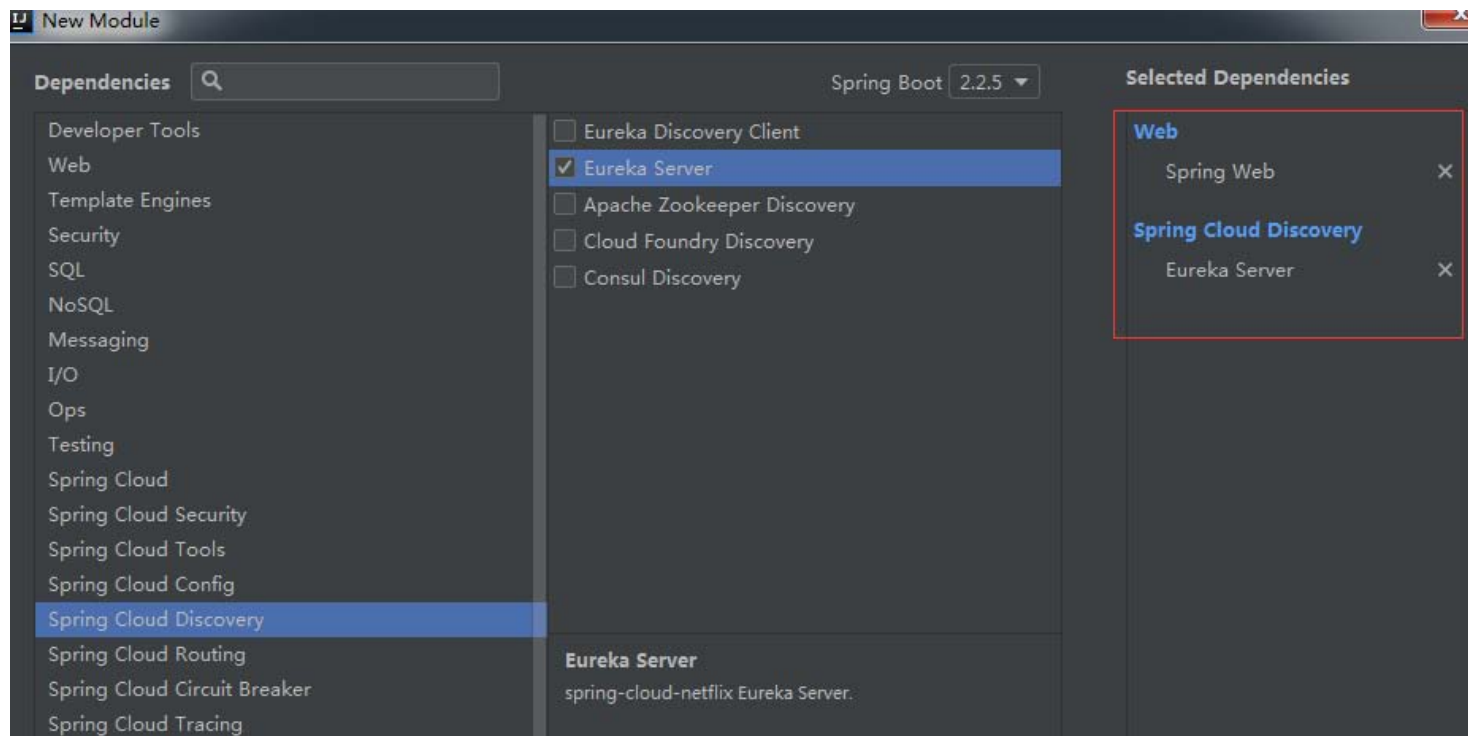 New Module
Dependencies
Spring Boot 2.2.5
Selected Dependencies
Developer Tools
Web
Template Engines
Security
SQL
NoSQL
Messaging
I/O
Ops
Testing
Spring Cloud
Spring Cloud Security
Spring Cloud Tools
Spring Cloud Config
Spring Cloud Discovery
Spring Cloud Routing
Spring Cloud Circuit Breaker
Spring Cloud Tracing
Eureka Discovery Client
Eureka Server
Apache Zookeeper Discovery
Cloud Foundry Discovery
Consul Discovery
Eureka Server
spring-cloud-netflix Eureka Server.
Web
Spring Web
Spring Cloud Discovery
Eureka Server